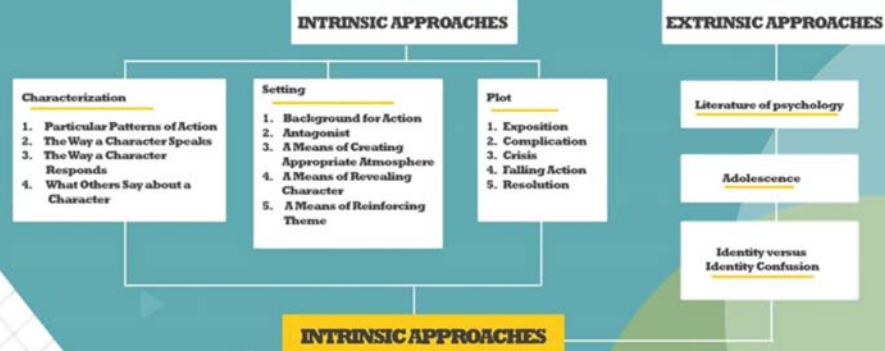 INTRINSIC APPROACHES
EXTRINSIC APPROACHES
Characterization
1. Particular Patterns of Action
2. The Way a Character Speaks
3. The Way a Character
Responds
4. What Others Say about a
Character
Setting
1. Background for Action
2. Antagonist
3. A Means of Creating
Appropriate Atmosphere
4. A Means of Revealing
Character
5. A Means of Reinforcing
Theme
Plot
1. Exposition
2. Complication
3. Crisis
4. Falling Action
5. Resolution
Literature of psychology
Adolescence
Identity versus
Identity Confusion
INTRINSIC APPROACHES